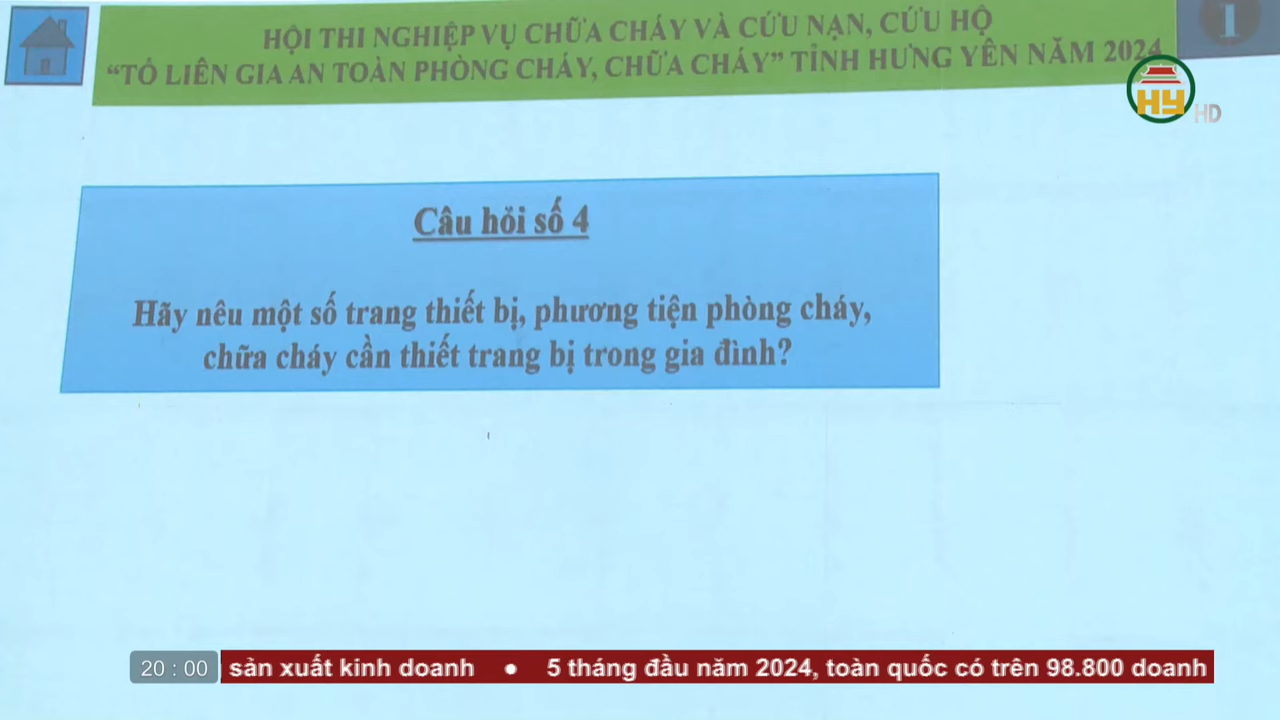 HỘI THI NGHIỆP VỤ CHỮA CHÁY VÀ CỨU NẠN, CỨU HỘ
“TỔ LIÊN GIA AN TOÀN PHÒNG CHÁY, CHỮA CHÁY” TỈNH HƯNG YÊN NĂM 2024
1
HY HD
Câu hỏi số 4
Hãy nêu một số trang thiết bị, phương tiện phòng cháy,
chữa cháy cần thiết trang bị trong gia đình?
20 : 00 sản xuất kinh doanh • 5 tháng đầu năm 2024, toàn quốc có trên 98.800 doanh